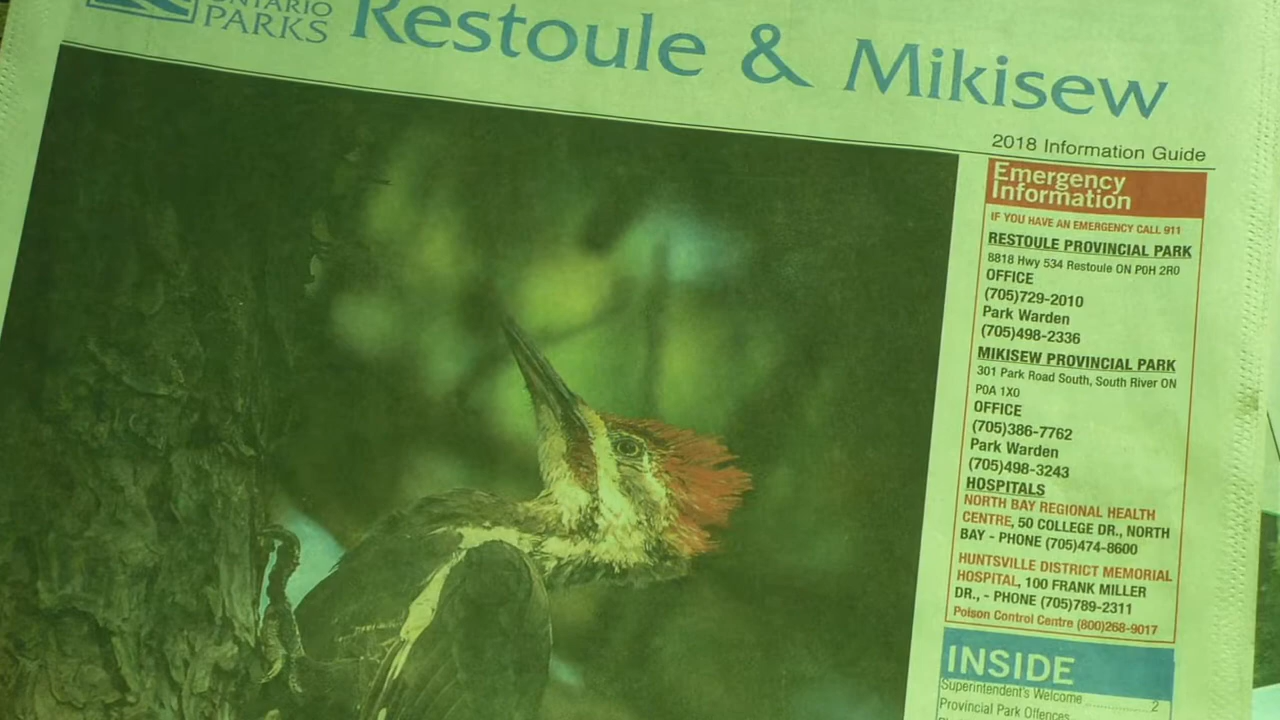 ONTARIO
PARKS
Restoule & Mikisew
2018 Information Guide
Emergency
Information
IF YOU HAVE AN EMERGENCY CALL 911
RESTOULE PROVINCIAL PARK
8818 Hwy 534 Restoule ON P0H 2R0
OFFICE
(705)729-2010
Park Warden
(705)498-2336
MIKISEW PROVINCIAL PARK
301 Park Road South, South River ON
P0A 1X0
OFFICE
(705)386-7762
Park Warden
(705)498-3243
HOSPITALS
NORTH BAY REGIONAL HEALTH
CENTRE, 50 COLLEGE DR., NORTH
BAY - PHONE (705)474-8600
HUNTSVILLE DISTRICT MEMORIAL
HOSPITAL, 100 FRANK MILLER
DR., - PHONE (705)789-2311
Poison Control Centre (800)268-9017
INSIDE
Superintendent's Welcome ................ 2
Provincial Park Offences